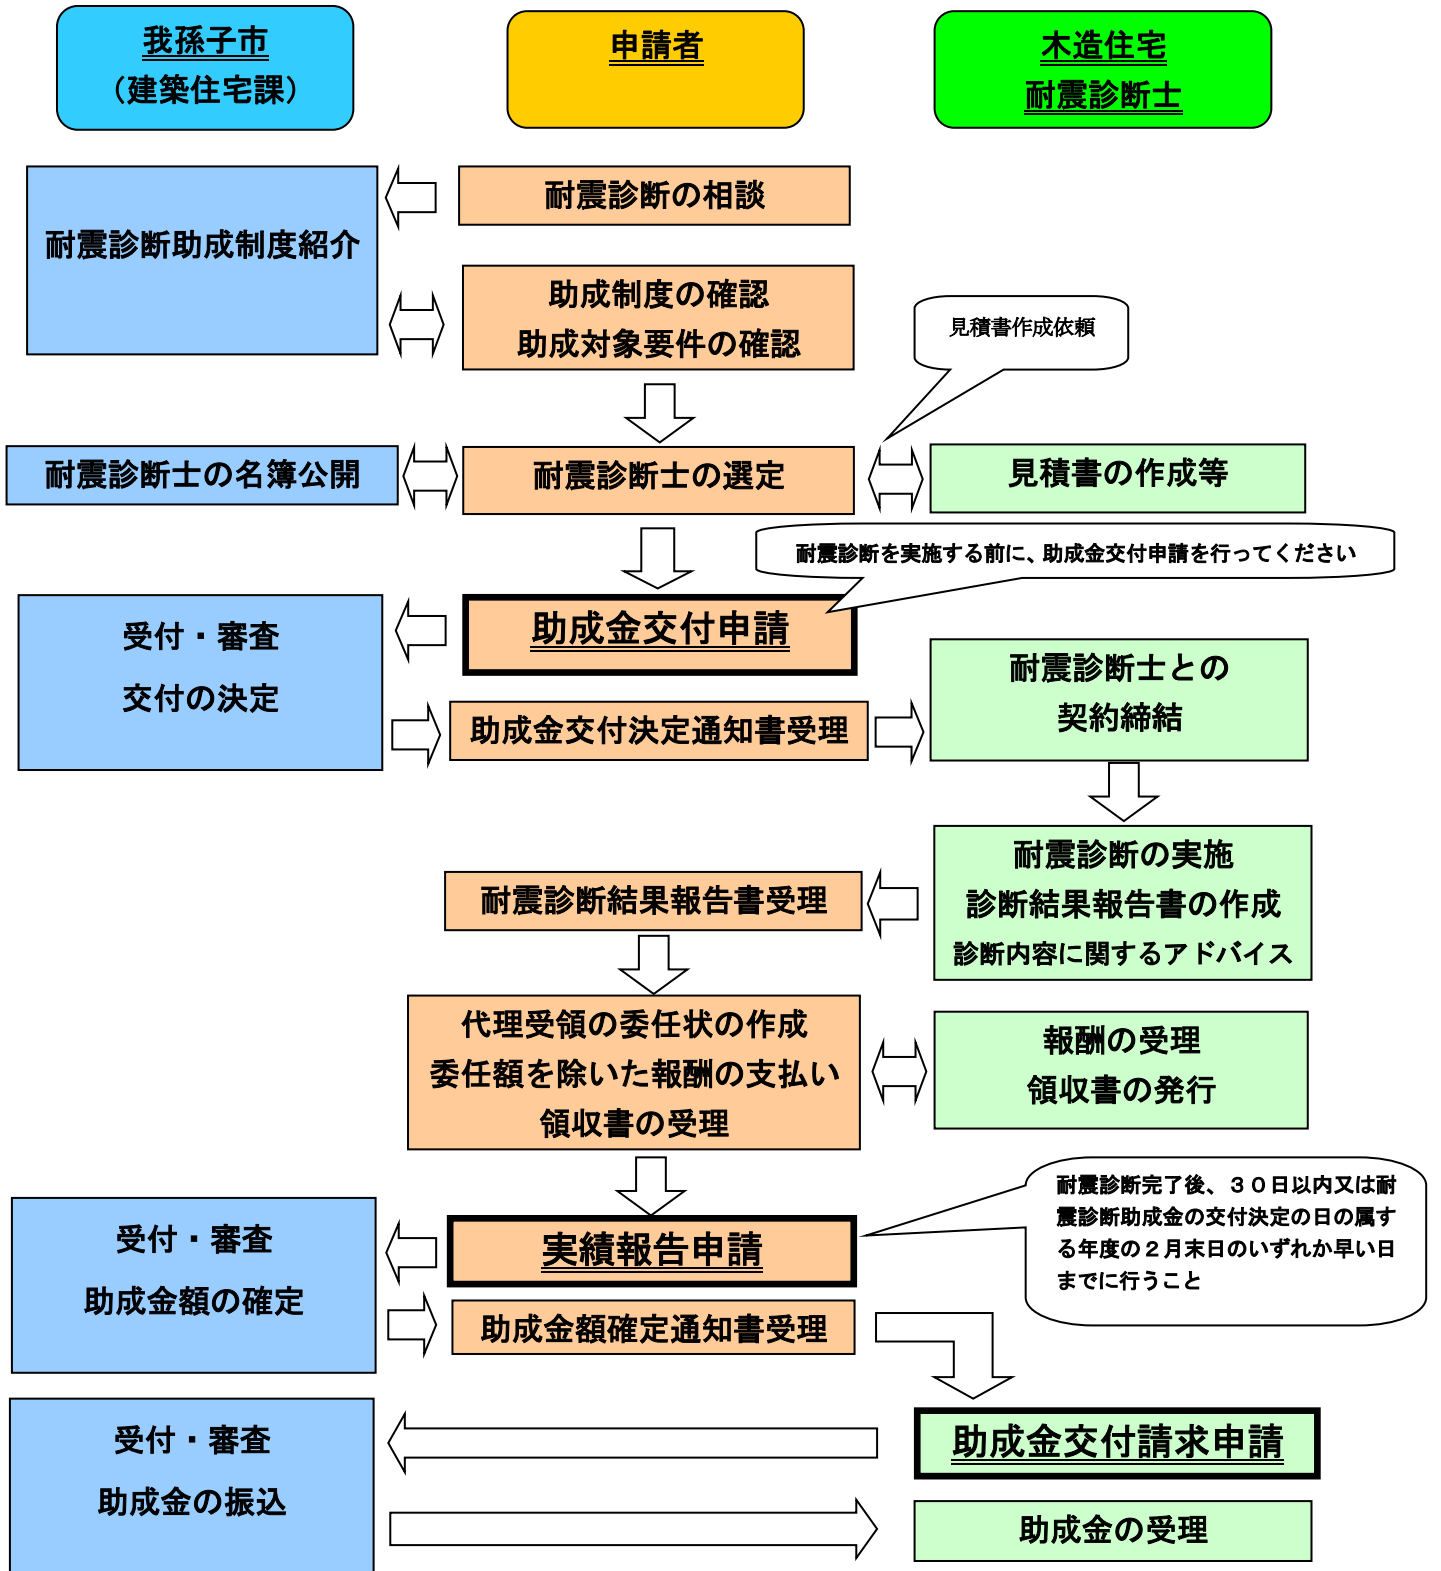 我孫子市
（建築住宅課）
申請者
木造住宅
耐震診断士
耐震診断の相談
耐震診断助成制度紹介
助成制度の確認
助成対象要件の確認
見積書作成依頼
耐震診断士の名簿公開
耐震診断士の選定
見積書の作成等
耐震診断を実施する前に、助成金交付申請を行ってください
助成金交付申請
受付・審査
交付の決定
助成金交付決定通知書受理
耐震診断士との
契約締結
耐震診断の実施
診断結果報告書の作成
診断内容に関するアドバイス
耐震診断結果報告書受理
代理受領の委任状の作成
委任額を除いた報酬の支払い
領収書の受理
報酬の受理
領収書の発行
耐震診断完了後、３０日以内又は耐
震診断助成金の交付決定の日の属す
る年度の２月末日のいずれか早い日
までに行うこと
実績報告申請
受付・審査
助成金額の確定
助成金額確定通知書受理
助成金交付請求申請
受付・審査
助成金の振込
助成金の受理